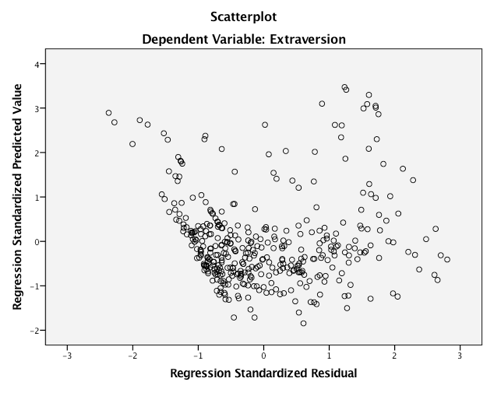 Scatterplot
Dependent Variable: Extraversion
4
3
2
1
0
-1
-2
Regression Standardized Predicted Value
-3 -2 -1 0 1 2 3
Regression Standardized Residual